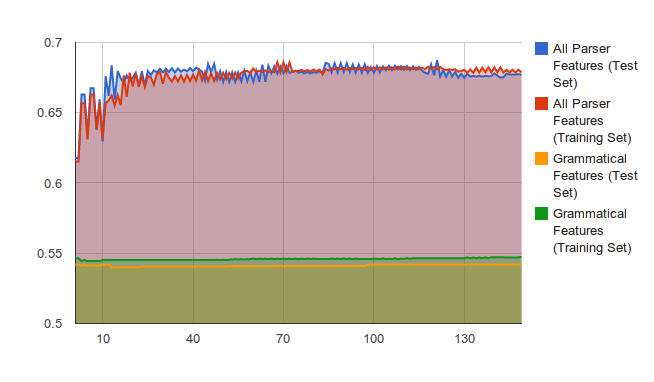 0.7
0.65
0.6
0.55
0.5
10
40
70
100
130
All Parser
Features (Test
Set)
All Parser
Features
(Training Set)
Grammatical
Features (Test
Set)
Grammatical
Features
(Training Set)